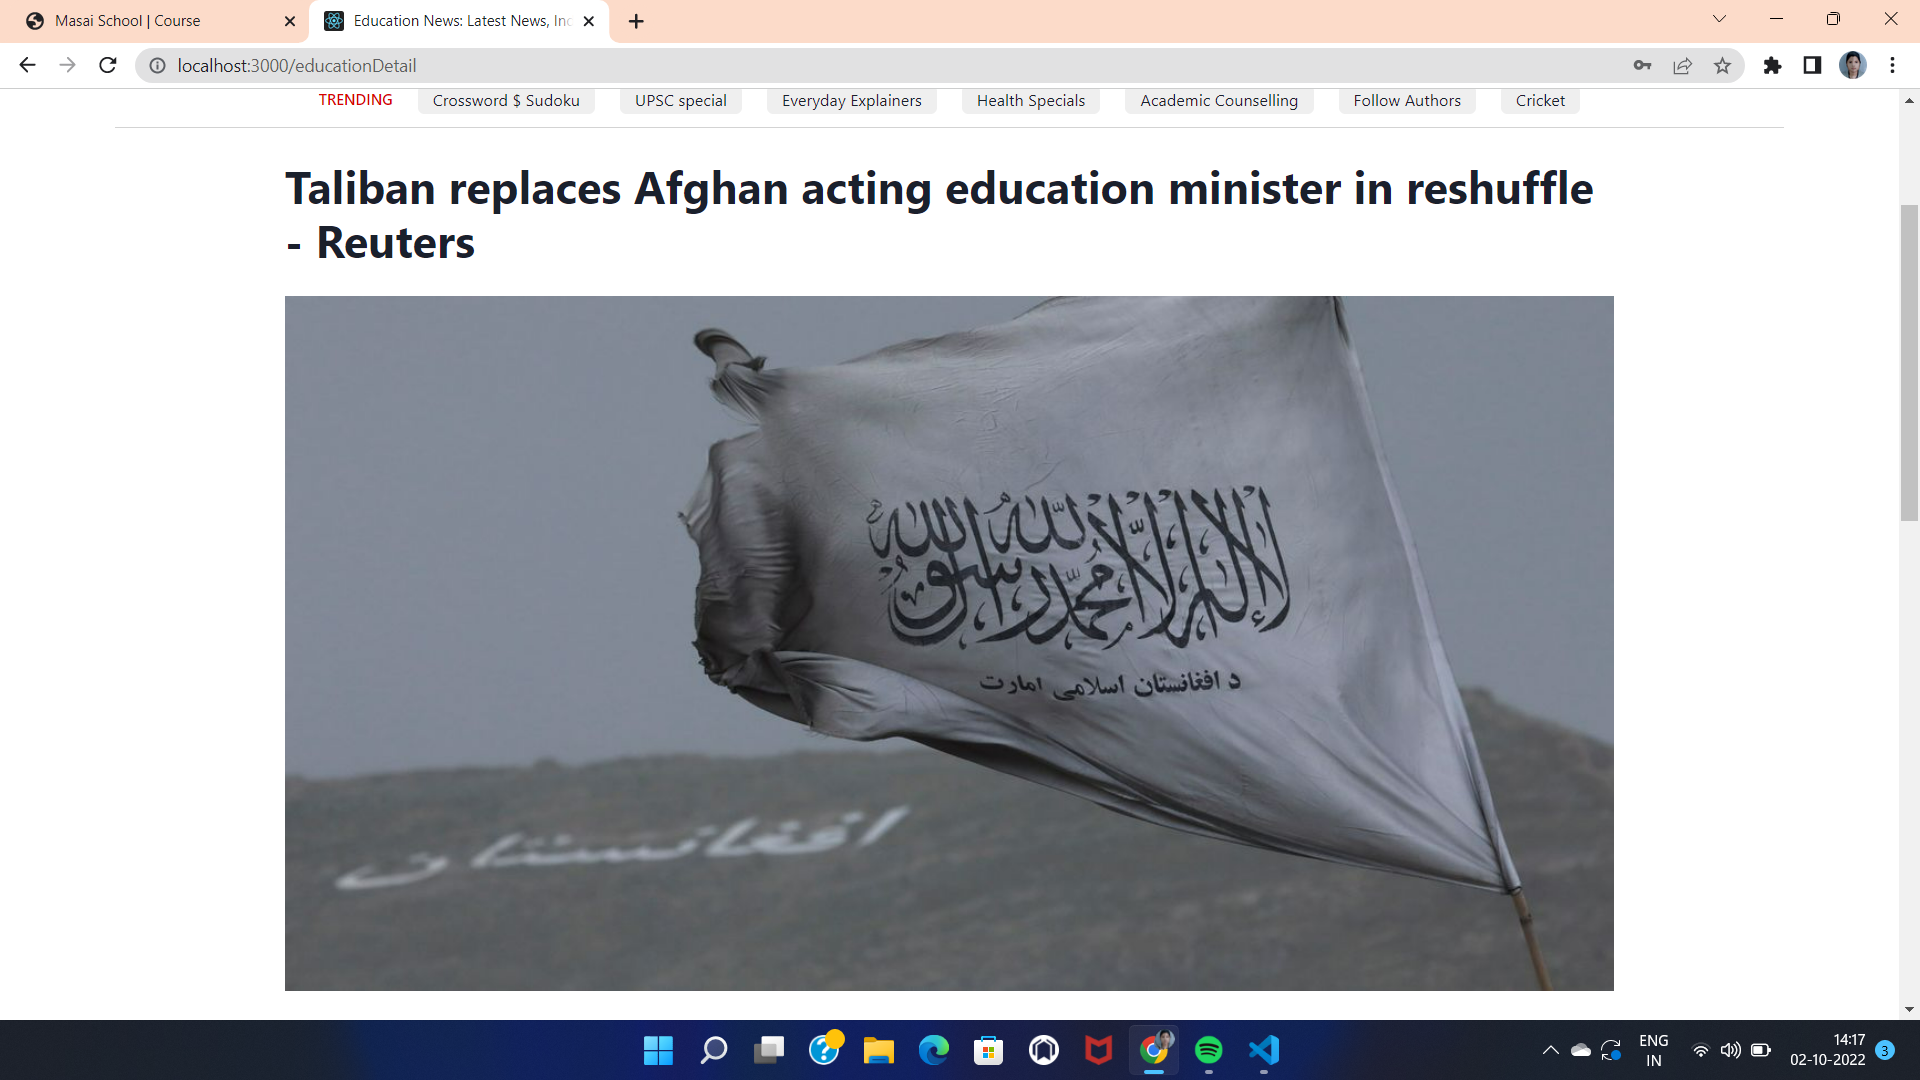 Masai School | Course
Education News: Latest News, Inc
localhost:3000/educationDetail
TRENDING
Crossword $ Sudoku
UPSC special
Everyday Explainers
Health Specials
Academic Counselling
Follow Authors
Cricket
Taliban replaces Afghan acting education minister in reshuffle
- Reuters
لا إله إلا الله محمد رسول الله
د افغانستان اسلامی امارت
افغانستان
ENG
IN
14:17
02-10-2022
3